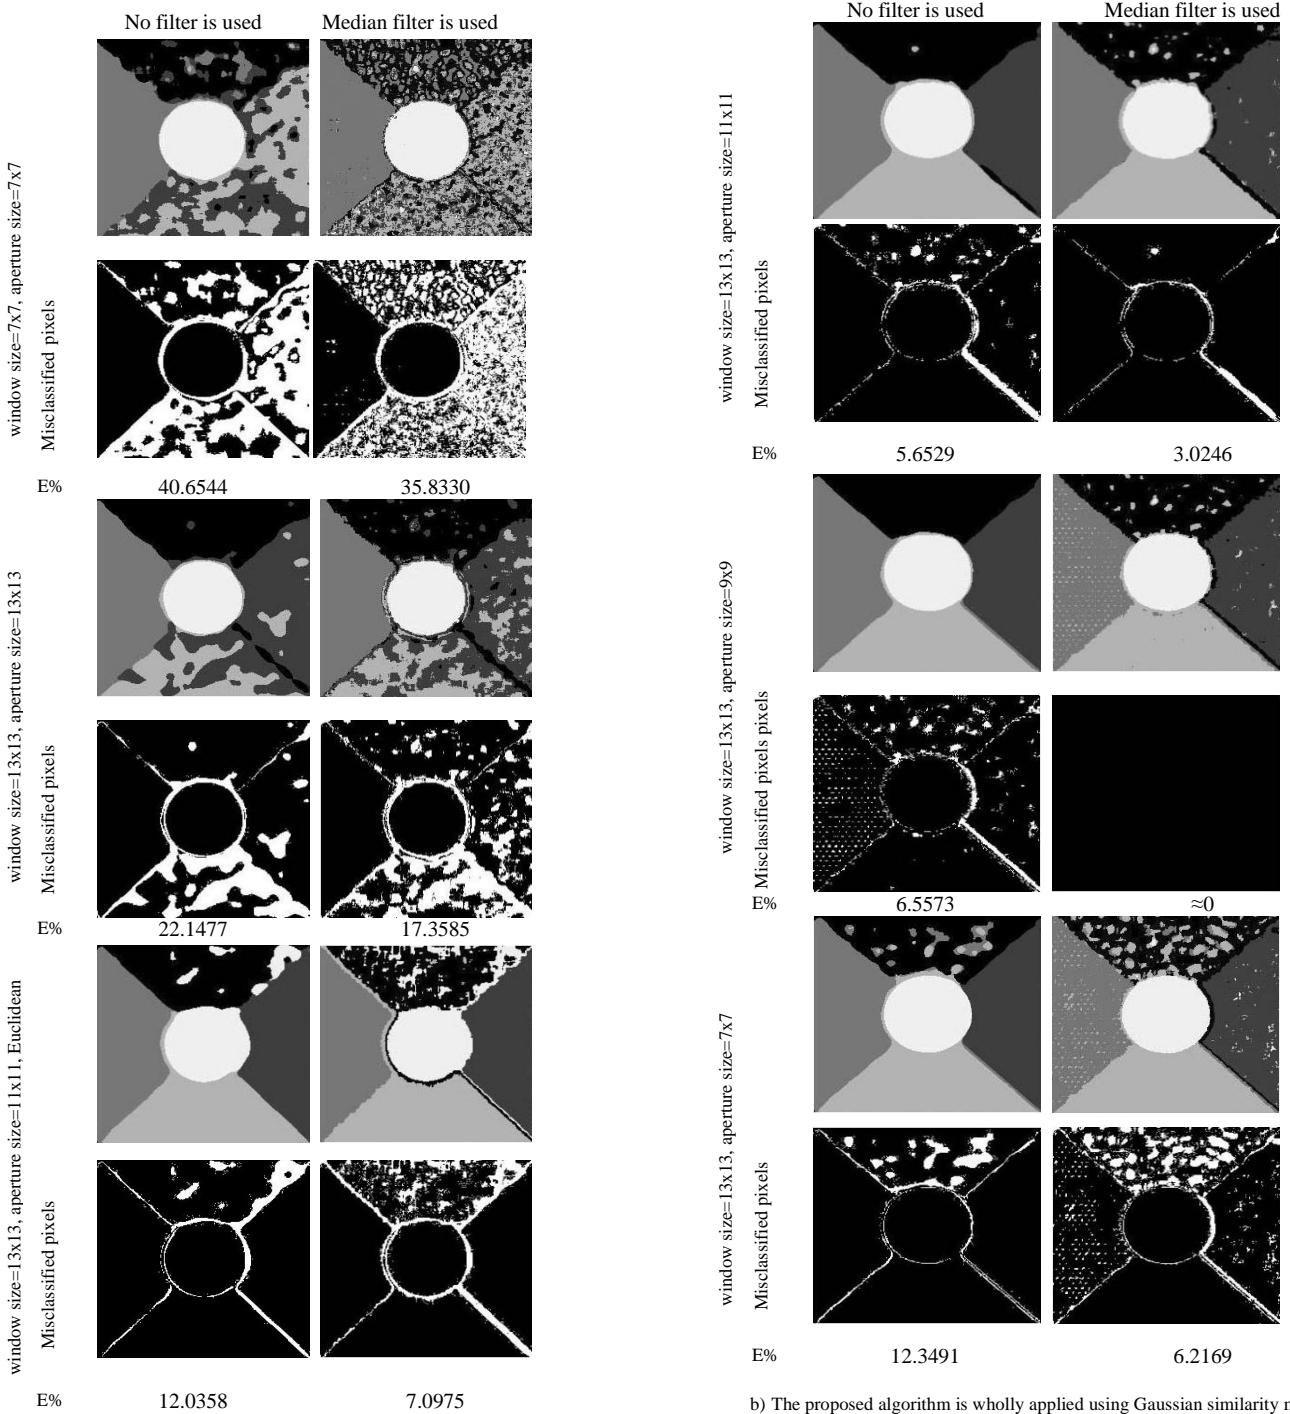 No filter is used
Median filter is used
window size=7x7, aperture size=7x7
Misclassified pixels
E%
40.6544
35.8330
window size=13x13, aperture size=13x13
Misclassified pixels
E%
22.1477
17.3585
window size=13x13, aperture size=11x11, Euclidean
Misclassified pixels
E%
12.0358
7.0975
No filter is used
Median filter is used
window size=13x13, aperture size=11x11
Misclassified pixels
E%
5.6529
3.0246
window size=13x13, aperture size=9x9
Misclassified pixels pixels
E%
6.5573
≈0
window size=13x13, aperture size=7x7
Misclassified pixels
E%
12.3491
6.2169
b) The proposed algorithm is wholly applied using Gaussian similarity